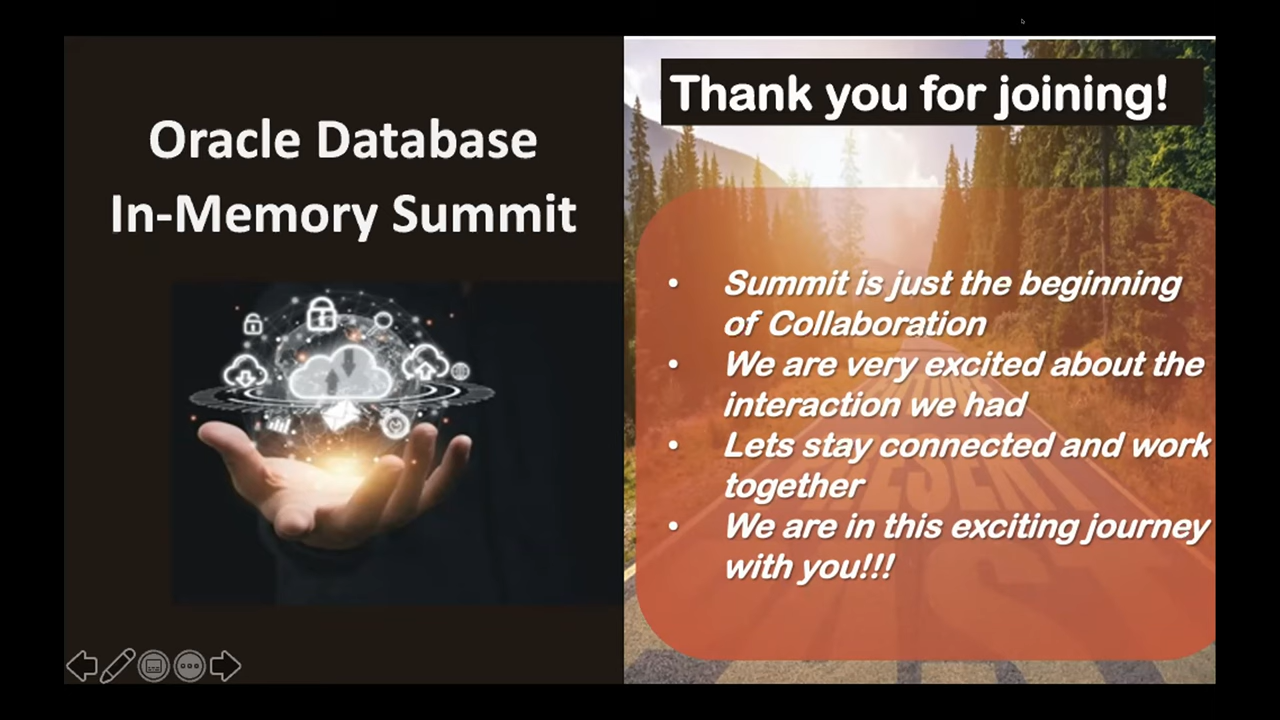 Oracle Database
In-Memory Summit
Thank you for joining!
• Summit is just the beginning
of Collaboration
• We are very excited about the
interaction we had
• Lets stay connected and work
together
• We are in this exciting journey
with you!!!
PRESENT